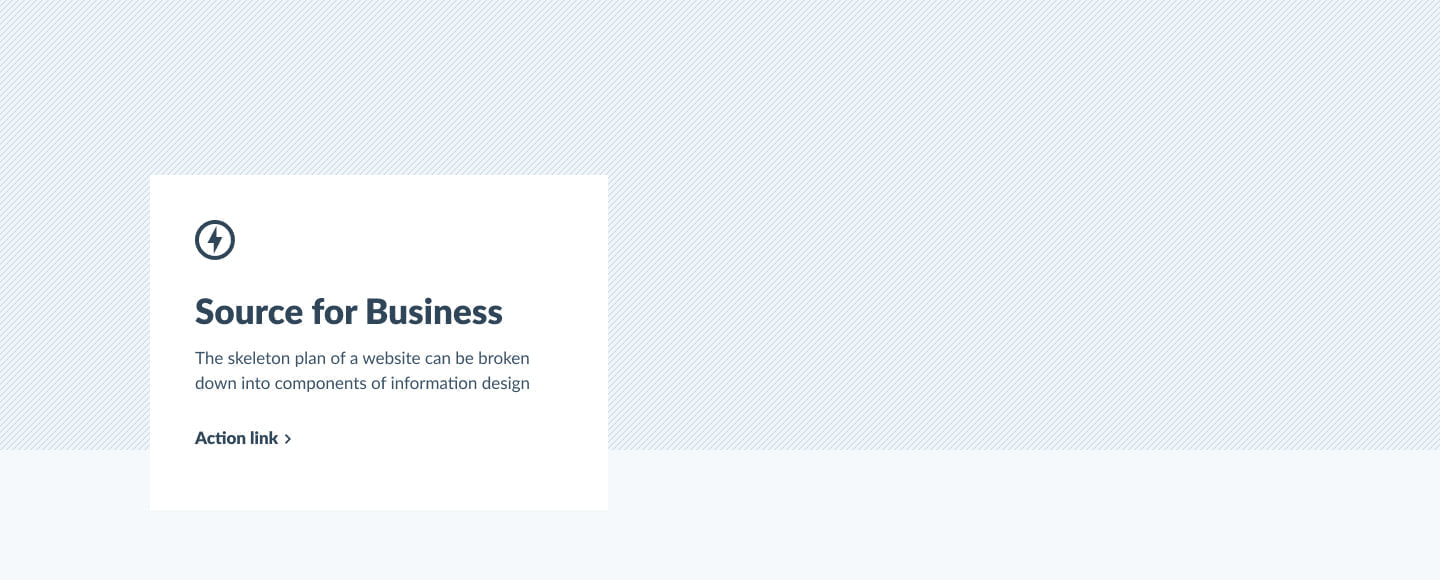 Source for Business
The skeleton plan of a website can be broken
down into components of information design
Action link